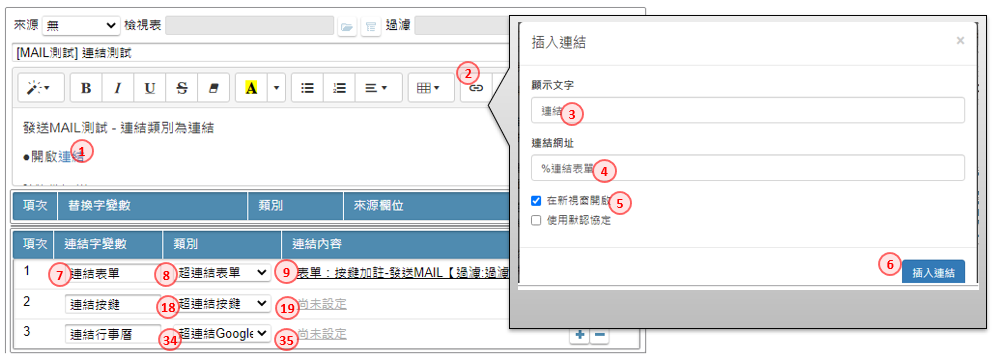 來源 無 檢視表 過濾
[MAIL測試] 連結測試
B I U S A
2
發送MAIL測試 - 連結類別為連結
●開啟連結 1
項次 替換字變數 類別 來源欄位
項次 連結字變數 類別 連結內容
1 7 連結表單 8 超連結表單 9 表單：按鍵加註-發送MAIL【過濾:過濾
2 連結按鍵 18 超連結按鍵 19 尚未設定
3 連結行事曆 34 超連結Google 35 尚未設定
插入連結 ×
顯示文字
連結 3
連結網址
%連結表單 4
在新視窗開啟 5
使用默認協定
6 插入連結